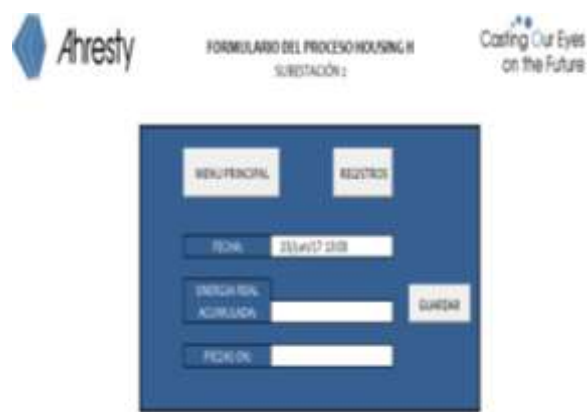 Ahresty
FORMULARIO DEL PROCESO HOUSING H
SUBESTACIÓN 2
Casting Our Eyes
on the Future
MENU PRINCIPAL
REGISTROS
FECHA:
ENERGIA REAL
ACUMULADA:
GUARDAR
PIEZAS OK: